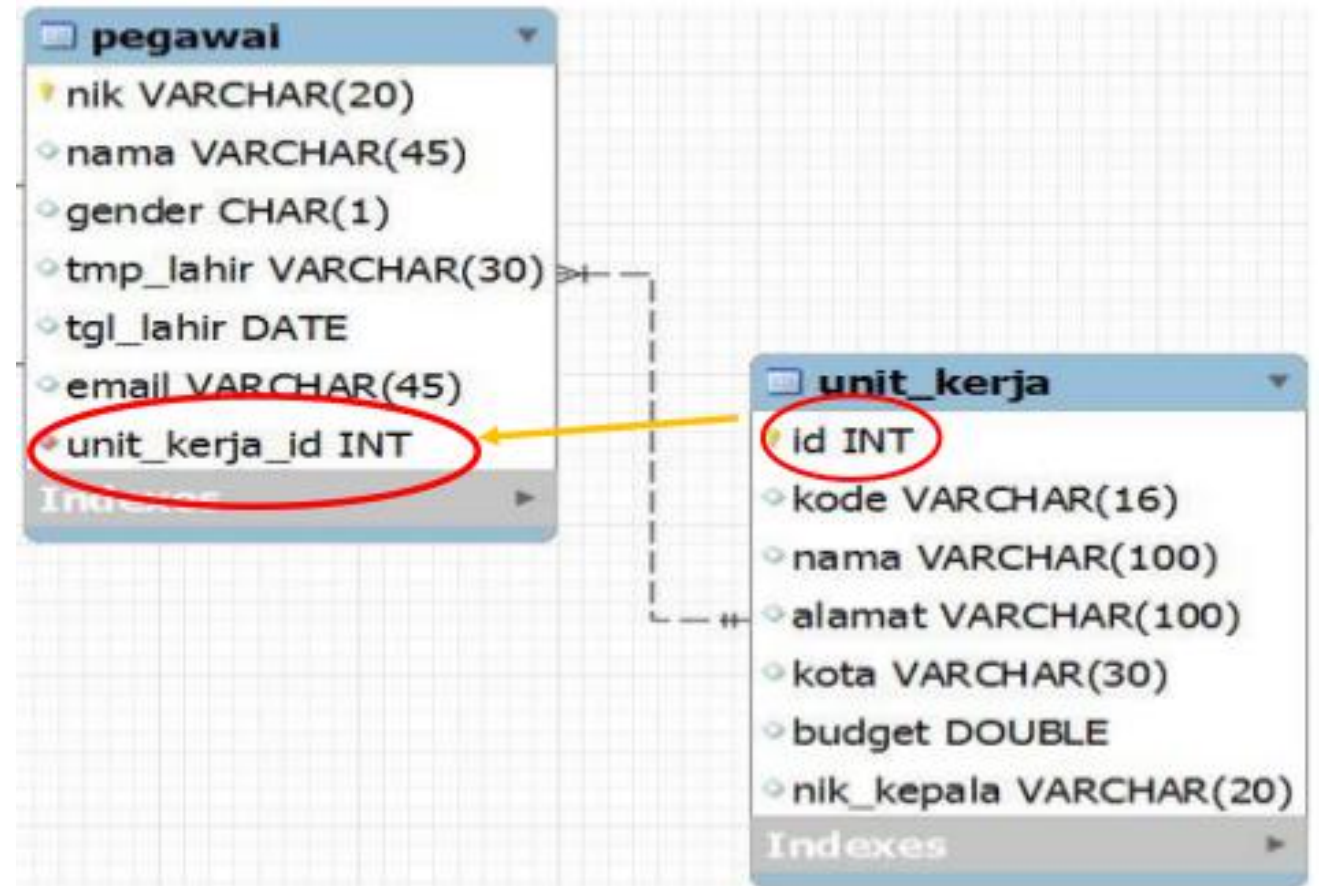 pegawai
nik VARCHAR(20)
nama VARCHAR(45)
gender CHAR(1)
tmp_lahir VARCHAR(30)
tgl_lahir DATE
email VARCHAR(45)
unit_kerja_id INT
Indexes
unit_kerja
id INT
kode VARCHAR(16)
nama VARCHAR(100)
alamat VARCHAR(100)
kota VARCHAR(30)
budget DOUBLE
nik_kepala VARCHAR(20)
Indexes